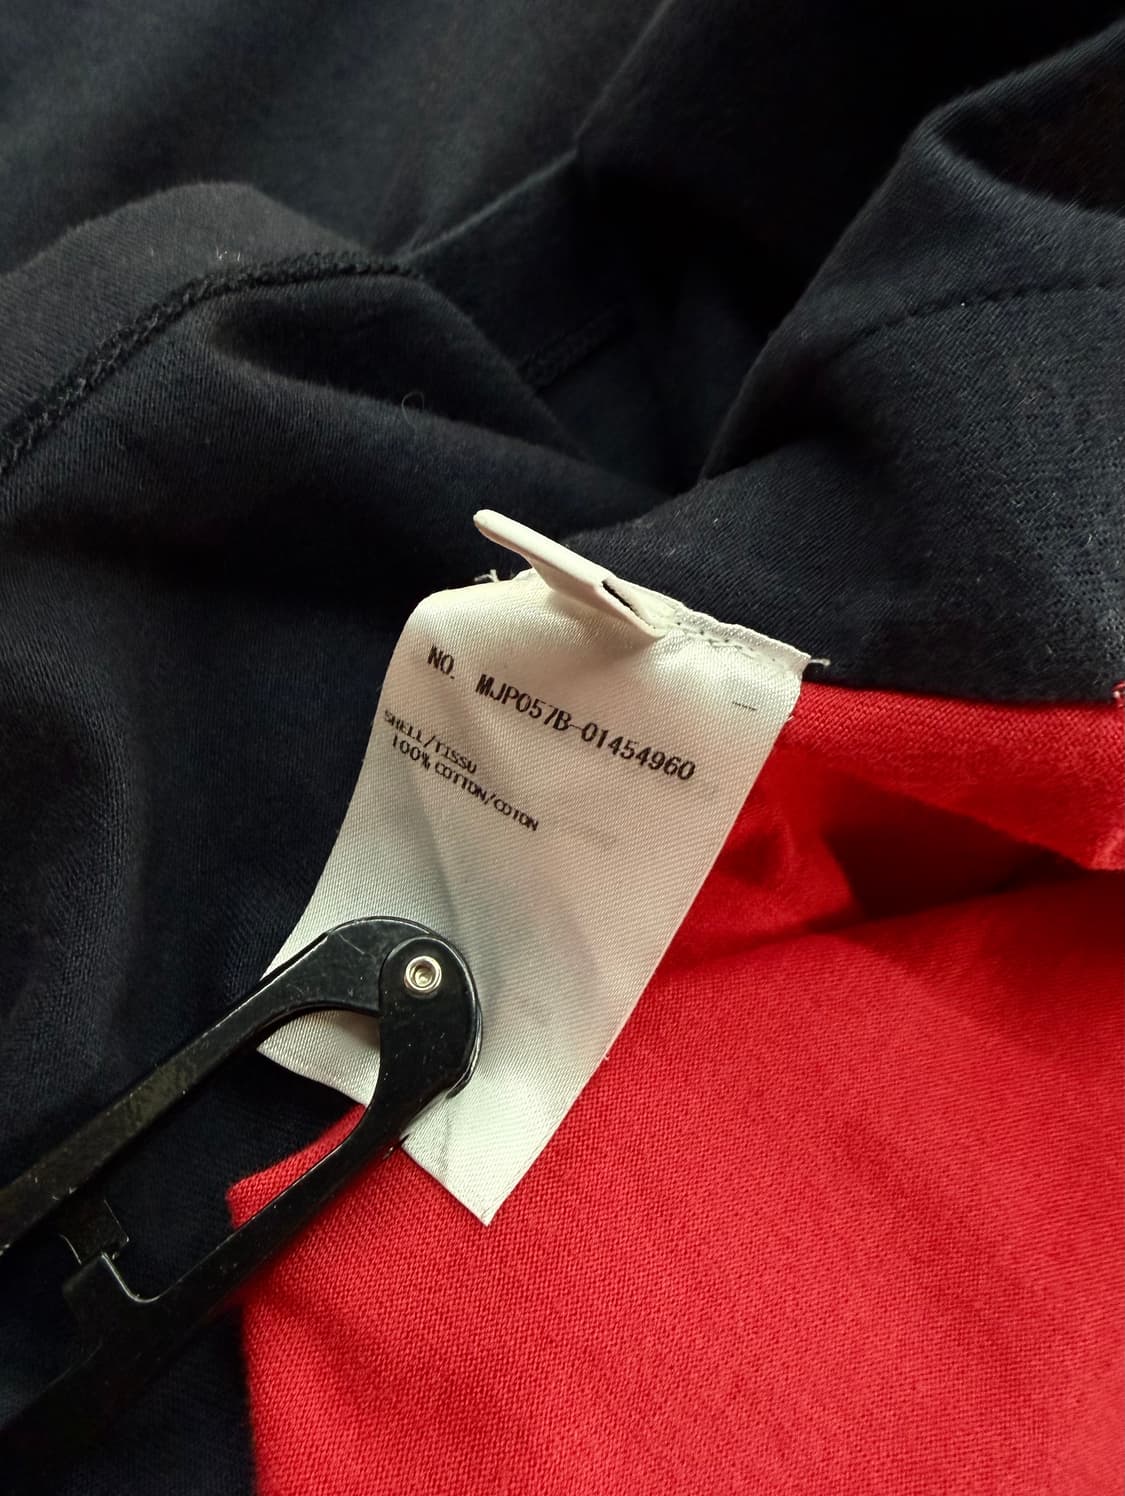 NO. MJP057B-01454960
SHELL/TISSU
100% COTTON/COTON